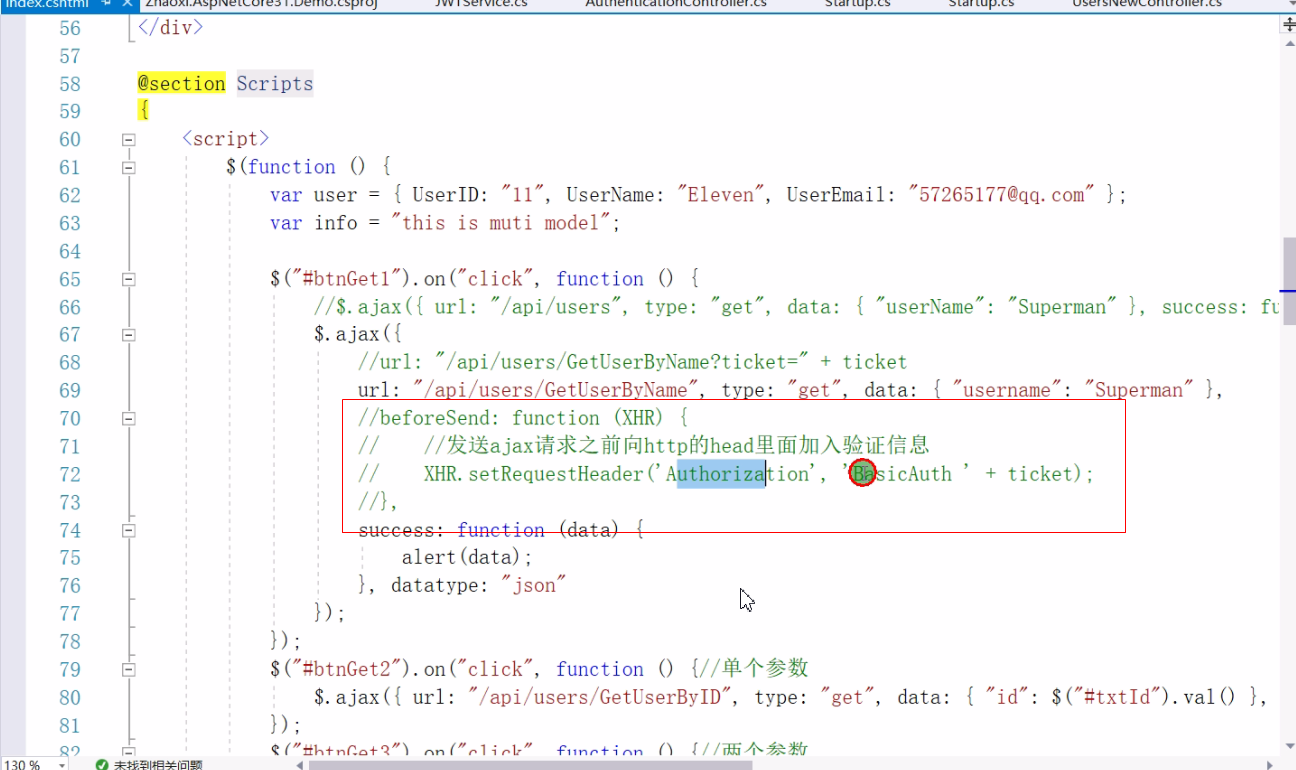 index.cshtml Zhaoxi.AspNetCore31.Demo.csproj JWTService.cs AuthenticationController.cs Startup.cs Startup.cs UsersNewController.cs
56 </div>
57
58 @section Scripts
59 {
60 <script>
61 $(function () {
62 var user = { UserID: "11", UserName: "Eleven", UserEmail: "57265177@qq.com" };
63 var info = "this is muti model";
64
65 $("#btnGet1").on("click", function () {
66 //$.ajax({ url: "/api/users", type: "get", data: { "userName": "Superman" }, success: fu
67 $.ajax({
68 //url: "/api/users/GetUserByName?ticket=" + ticket
69 url: "/api/users/GetUserByName", type: "get", data: { "username": "Superman" },
70 //beforeSend: function (XHR) {
71 // //发送ajax请求之前向http的head里面加入验证信息
72 // XHR.setRequestHeader('Authorization', 'BasicAuth ' + ticket);
73 //},
74 success: function (data) {
75 alert(data);
76 }, datatype: "json"
77 });
78 });
79 $("#btnGet2").on("click", function () {//单个参数
80 $.ajax({ url: "/api/users/GetUserByID", type: "get", data: { "id": $("#txtId").val() },
81 });
82 $("#btnGet3").on("click", function () {//两个参数
130 % 未找到相关问题